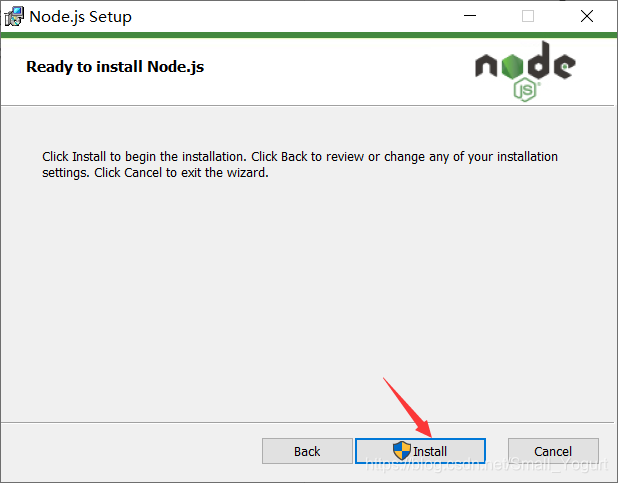 Node.js Setup
Ready to install Node.js
node
JS
Click Install to begin the installation. Click Back to review or change any of your installation
settings. Click Cancel to exit the wizard.
Back
Install
Cancel
https://blog.csdn.net/Small_Yogurt